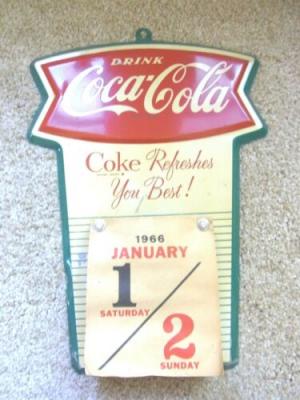 DRINK
Coca-Cola
Coke Refreshes
You Best!
1966
JANUARY
1
SATURDAY
2
SUNDAY